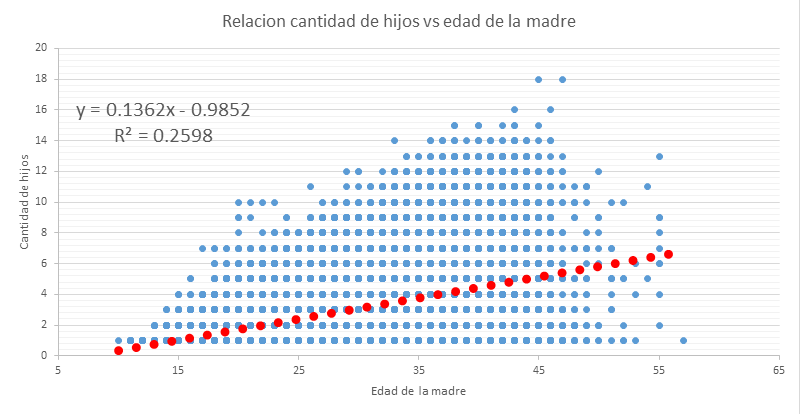 Relacion cantidad de hijos vs edad de la madre
20
18
16
14
12
10
8
6
4
2
0
y = 0.1362x - 0.9852
R² = 0.2598
Cantidad de hijos
5 15 25 35 45 55 65
Edad de la madre